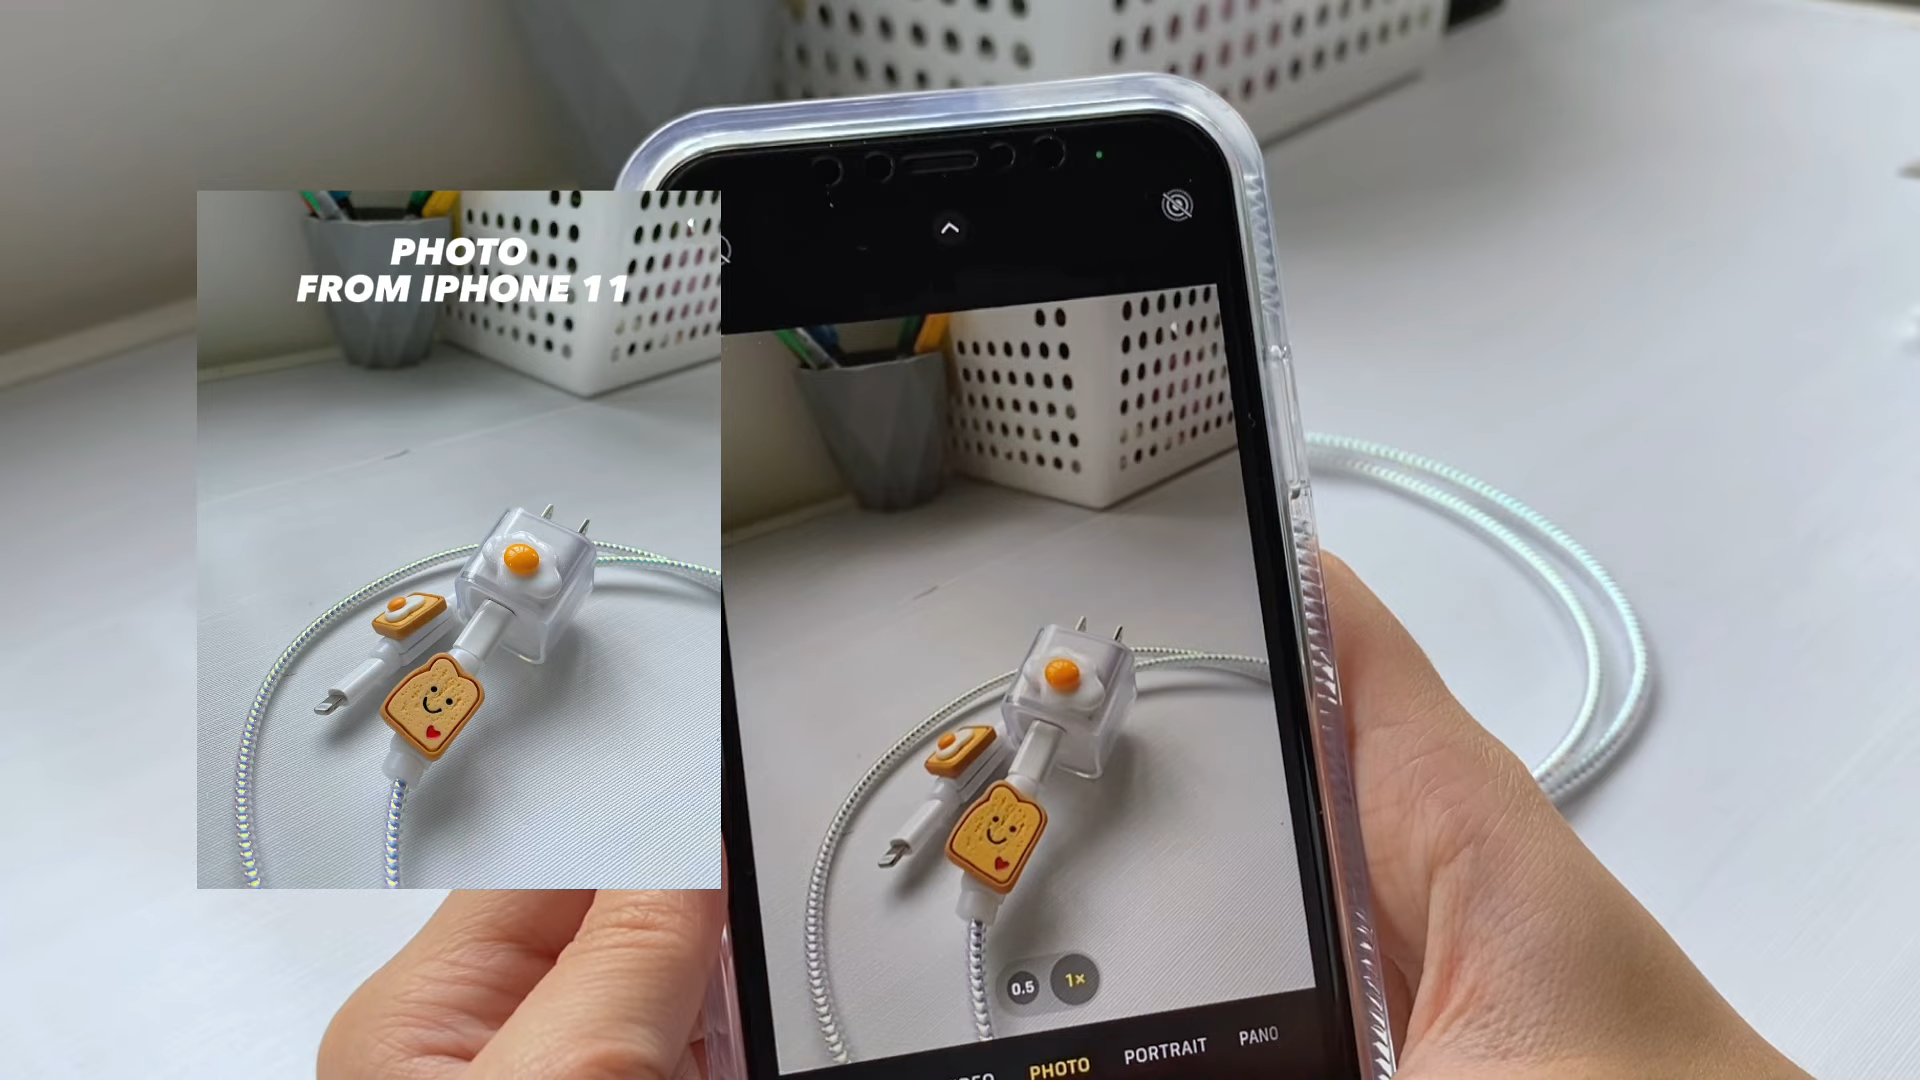 PHOTO
FROM IPHONE 11
0.5
1×
PHOTO
PORTRAIT
PANO